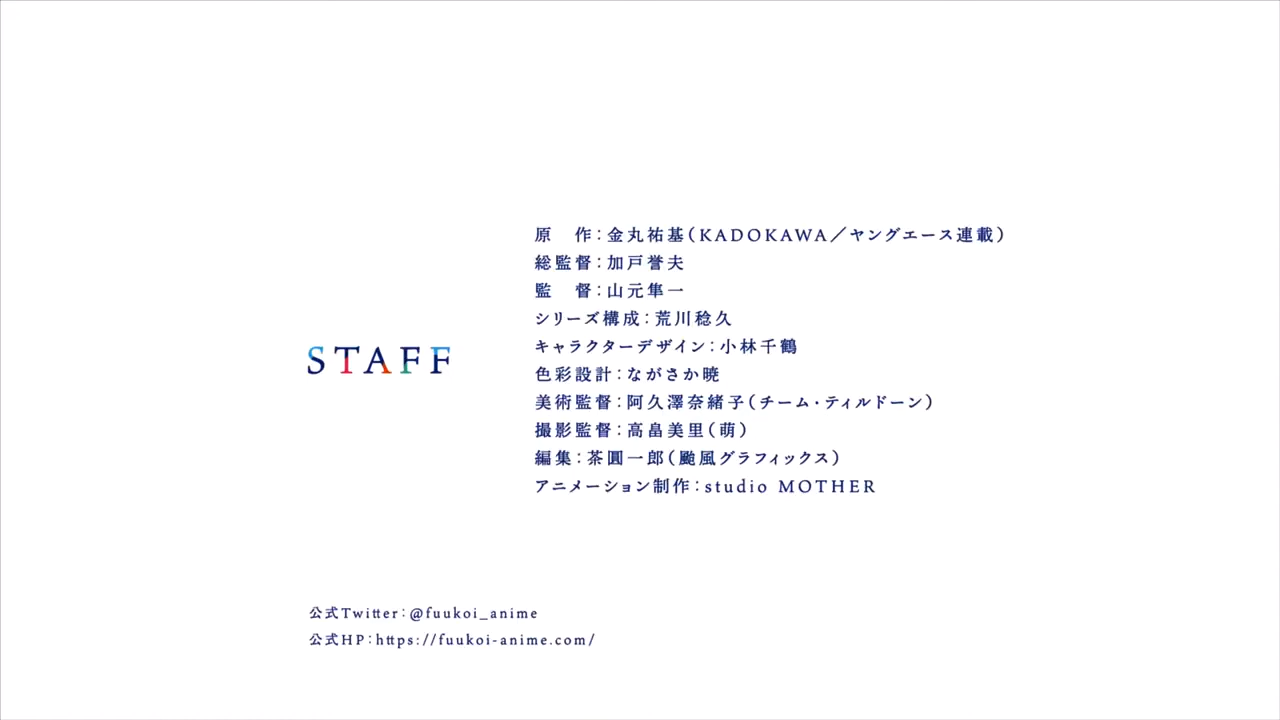 STAFF
原　作：金丸祐基（KADOKAWA／ヤングエース連載）
総監督：加戸誉夫
監　督：山元隼一
シリーズ構成：荒川稔久
キャラクターデザイン：小林千鶴
色彩設計：ながさか暁
美術監督：阿久澤奈緒子（チーム・ティルドーン）
撮影監督：高畠美里（萌）
編集：茶圓一郎（颱風グラフィックス）
アニメーション制作：studio MOTHER
公式Twitter：@fuukoi_anime
公式HP：https://fuukoi-anime.com/